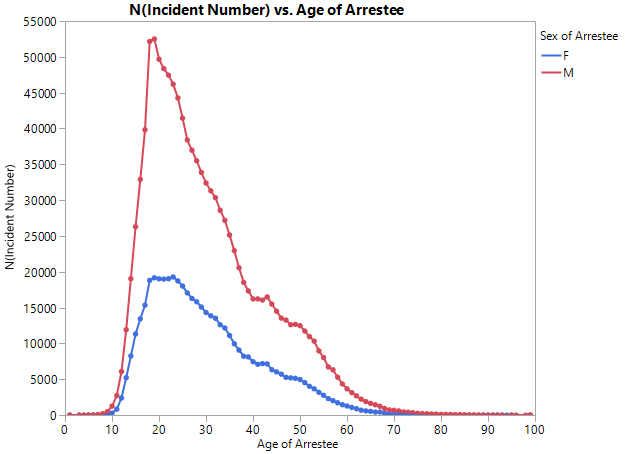 N(Incident Number) vs. Age of Arrestee
Sex of Arrestee
F
M
N(Incident Number)
55000
50000
45000
40000
35000
30000
25000
20000
15000
10000
5000
0
0 10 20 30 40 50 60 70 80 90 100
Age of Arrestee